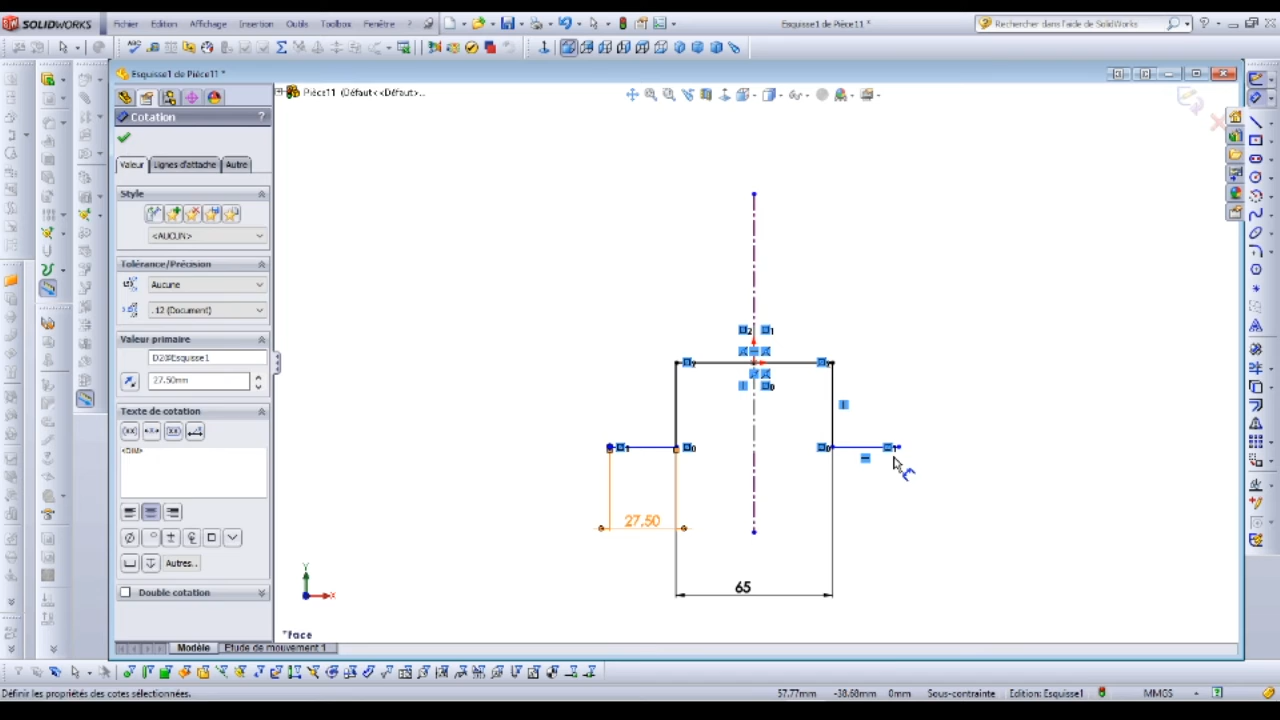 SOLIDWORKS Fichier Edition Affichage Insertion Outils Toolbox Fenêtre ? Esquisse1 de Pièce11 * Rechercher dans l'aide de SolidWorks
Esquisse1 de Pièce11 *
Pièce11 (Défaut<<Défaut>...
Cotation ?
Valeur Lignes d'attache Autre
Style
<AUCUN>
Tolérance/Précision
Aucune
.12 (Document)
Valeur primaire
D2@Esquisse1
27.50mm
Texte de cotation
<DIM>
Autres...
Double cotation
27.50
65
Y
X
*Face
Modèle Etude de mouvement 1
Définir les propriétés des cotes sélectionnées. 57.77mm -38.68mm 0mm Sous-contrainte Edition: Esquisse1 MMGS